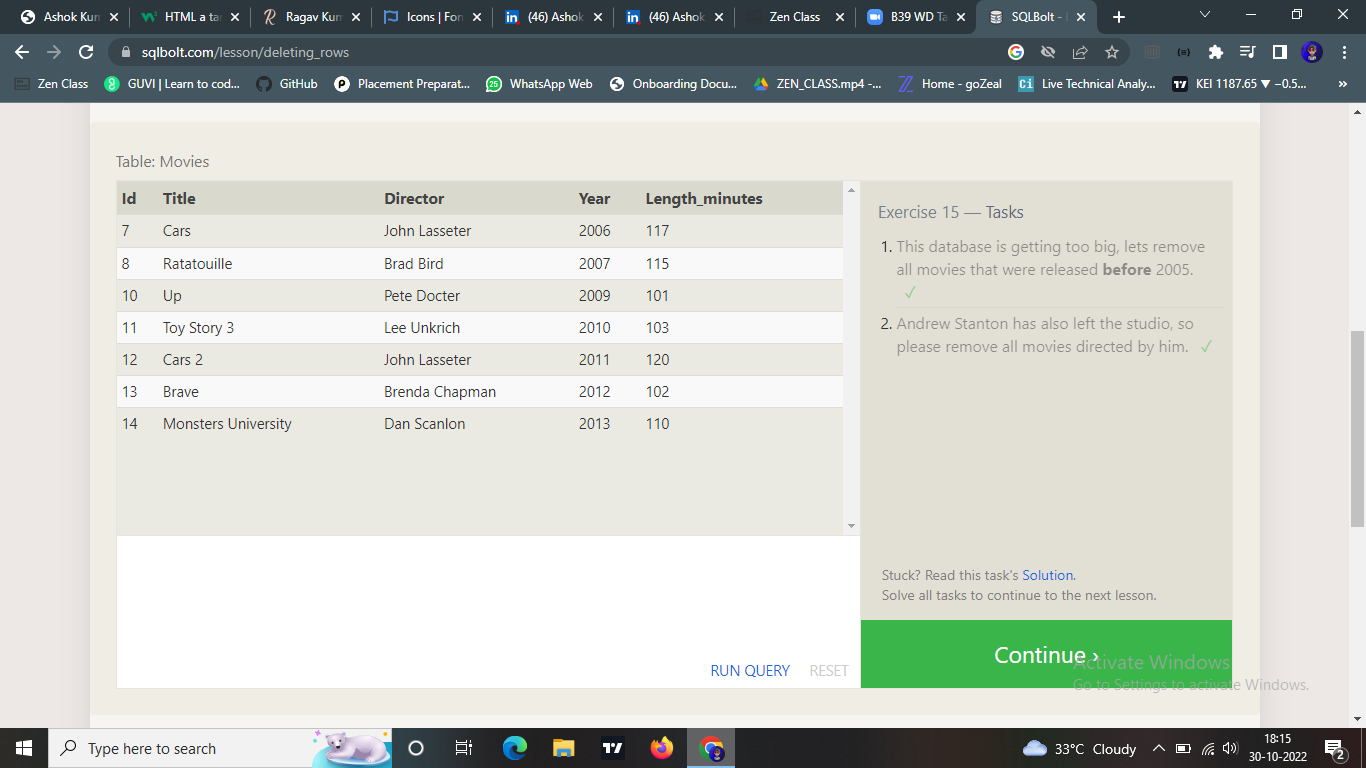 Ashok Kun
HTML a tar
Ragav Kum
Icons | Fon
(46) Ashok
(46) Ashok
Zen Class
B39 WD Ta
SQLBolt -
sqlbolt.com/lesson/deleting_rows
Zen Class
GUVI | Learn to cod...
GitHub
Placement Preparat...
25
WhatsApp Web
Onboarding Docu...
ZEN_CLASS.mp4 -...
Home - goZeal
Ci
Live Technical Analy...
KEI 1187.65 ▼ −0.5...
»
Table: Movies
Id Title Director Year Length_minutes
7 Cars John Lasseter 2006 117
8 Ratatouille Brad Bird 2007 115
10 Up Pete Docter 2009 101
11 Toy Story 3 Lee Unkrich 2010 103
12 Cars 2 John Lasseter 2011 120
13 Brave Brenda Chapman 2012 102
14 Monsters University Dan Scanlon 2013 110
RUN QUERY RESET
Exercise 15 — Tasks
1. This database is getting too big, lets remove
all movies that were released before 2005.
✓
2. Andrew Stanton has also left the studio, so
please remove all movies directed by him. ✓
Stuck? Read this task's Solution.
Solve all tasks to continue to the next lesson.
Continue ›
Activate Windows
Go to Settings to activate Windows.
Type here to search
33°C Cloudy
18:15
30-10-2022
2